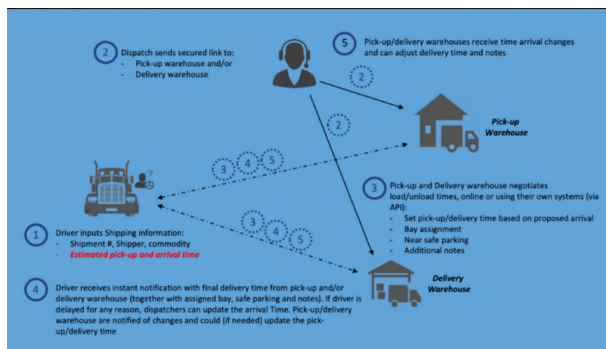 2
Dispatch sends secured link to:
- Pick-up warehouse and/or
- Delivery warehouse
5
Pick-up/delivery warehouses receive time arrival changes
and can adjust delivery time and notes
2
2
Pick-up
Warehouse
3 4 5
3 4 5
1
Driver inputs Shipping information:
- Shipment #, Shipper, commodity
- Estimated pick-up and arrival time
3
Pick-up and Delivery warehouse negotiates
load/unload times, online or using their own systems (via
API):
- Set pick-up/delivery time based on proposed arrival
- Bay assignment
- Near safe parking
- Additional notes
Delivery
Warehouse
4
Driver receives instant notification with final delivery time from pick-up and/or
delivery warehouse (together with assigned bay, safe parking and notes). If driver is
delayed for any reason, dispatchers can update the arrival Time. Pick-up/delivery
warehouse are notified of changes and could (if needed) update the pick-
up/delivery time